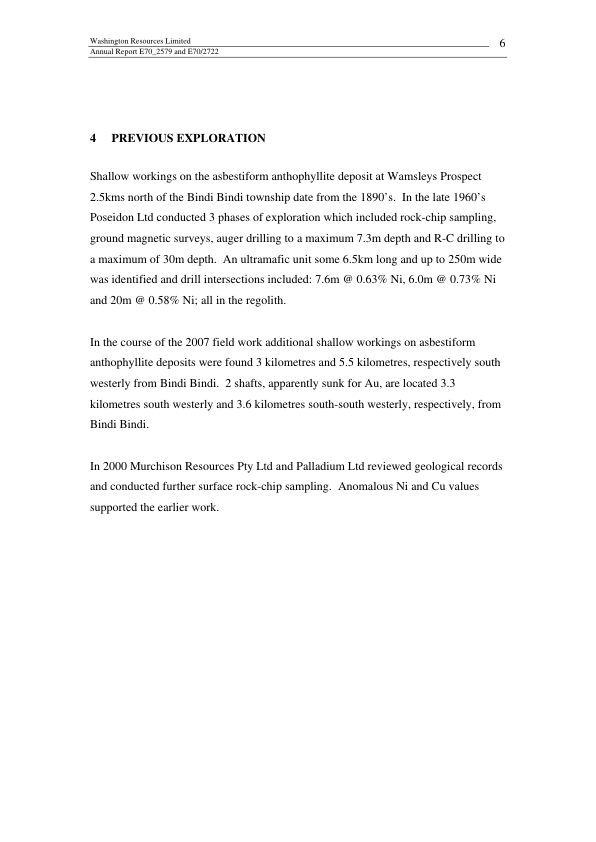 Washington Resources Limited
6
Annual Report E70_2579 and E70/2722
4 PREVIOUS EXPLORATION
Shallow workings on the asbestiform anthophyllite deposit at Wamsleys Prospect
2.5kms north of the Bindi Bindi township date from the 1890’s. In the late 1960’s
Poseidon Ltd conducted 3 phases of exploration which included rock-chip sampling,
ground magnetic surveys, auger drilling to a maximum 7.3m depth and R-C drilling to
a maximum of 30m depth. An ultramafic unit some 6.5km long and up to 250m wide
was identified and drill intersections included: 7.6m @ 0.63% Ni, 6.0m @ 0.73% Ni
and 20m @ 0.58% Ni; all in the regolith.
In the course of the 2007 field work additional shallow workings on asbestiform
anthophyllite deposits were found 3 kilometres and 5.5 kilometres, respectively south
westerly from Bindi Bindi. 2 shafts, apparently sunk for Au, are located 3.3
kilometres south westerly and 3.6 kilometres south-south westerly, respectively, from
Bindi Bindi.
In 2000 Murchison Resources Pty Ltd and Palladium Ltd reviewed geological records
and conducted further surface rock-chip sampling. Anomalous Ni and Cu values
supported the earlier work.